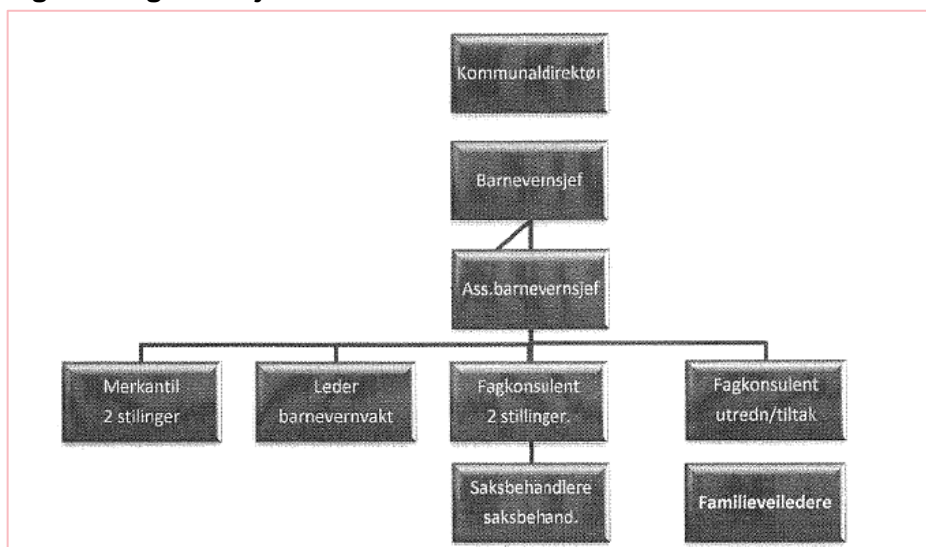 Kommunaldirektør
Barnevernsjef
Ass.barnevernsjef
Merkantil
2 stillinger
Leder
barnevernvakt
Fagkonsulent
2 stillinger.
Fagkonsulent
utredn/tiltak
Saksbehandlere
saksbehand.
Familieveiledere